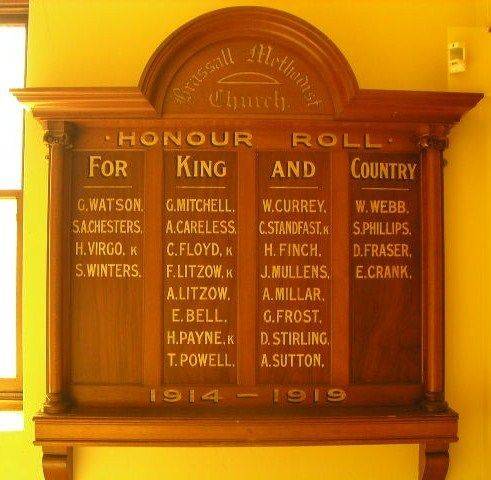 Brassall Methodist
Church.
·HONOUR ROLL·
FOR
G.WATSON.
S.A.CHESTERS.
H.VIRGO. K
S.WINTERS.
KING
G.MITCHELL.
A.CARELESS.
C.FLOYD. K
F.LITZOW. K
A.LITZOW.
E.BELL.
H.PAYNE. K
T.POWELL.
AND
W.CURREY.
C.STANDFAST. K
H.FINCH.
J.MULLENS.
A.MILLAR.
G.FROST.
D.STIRLING.
A.SUTTON.
COUNTRY
W.WEBB.
S.PHILLIPS.
D.FRASER.
E.CRANK.
1914 – 1919